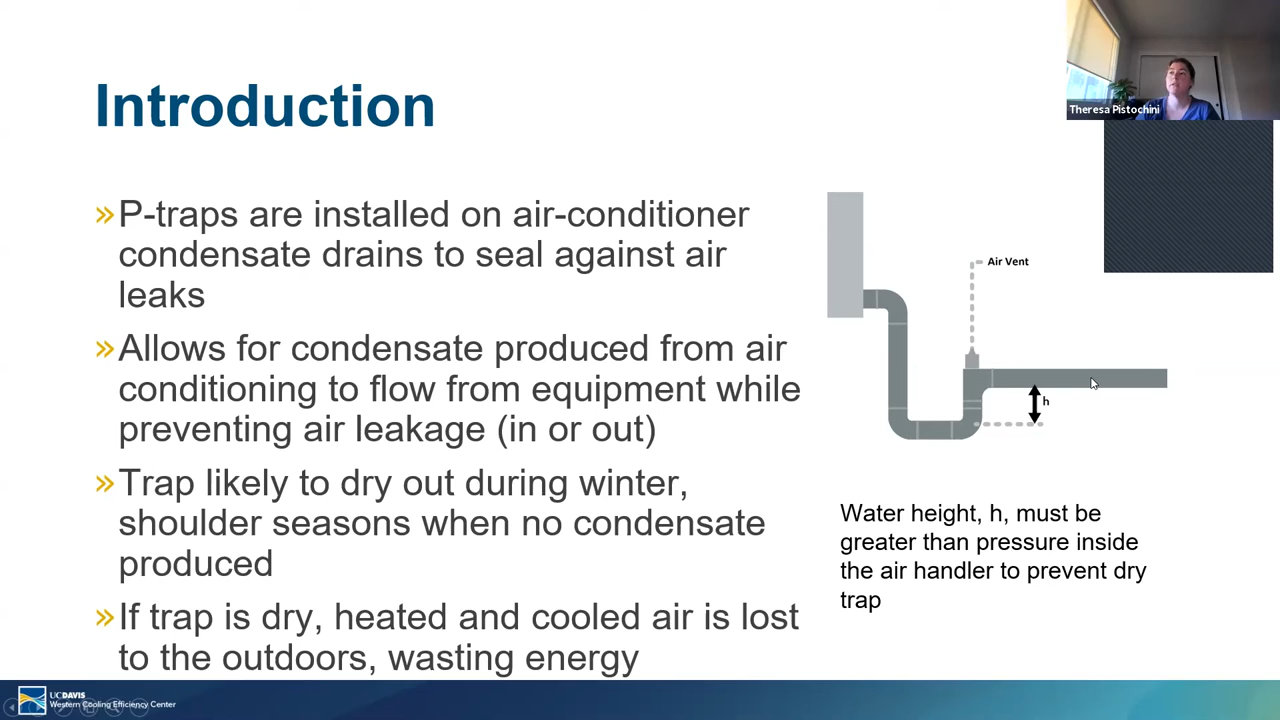 Introduction
Theresa Pistochini
»P-traps are installed on air-conditioner
condensate drains to seal against air
leaks
»Allows for condensate produced from air
conditioning to flow from equipment while
preventing air leakage (in or out)
»Trap likely to dry out during winter,
shoulder seasons when no condensate
produced
»If trap is dry, heated and cooled air is lost
to the outdoors, wasting energy
Air Vent
h
Water height, h, must be
greater than pressure inside
the air handler to prevent dry
trap
UCDAVIS
Western Cooling Efficiency Center